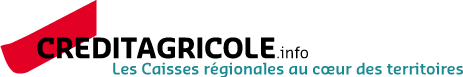 CREDITAGRICOLE.info
Les Caisses régionales au cœur des territoires